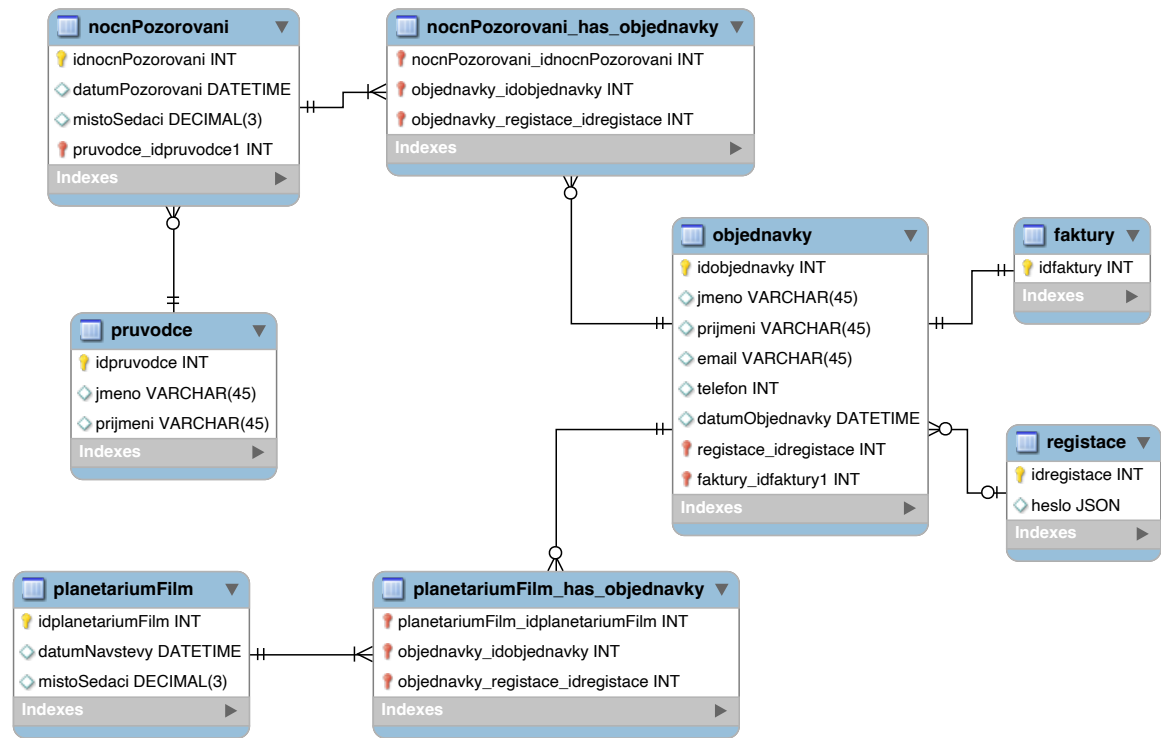 nocnPozorovani
idnocnPozorovani INT
datumPozorovani DATETIME
mistoSedaci DECIMAL(3)
pruvodce_idpruvodce1 INT
Indexes
nocnPozorovani_has_objednavky
nocnPozorovani_idnocnPozorovani INT
objednavky_idobjednavky INT
objednavky_registace_idregistace INT
Indexes
pruvodce
idpruvodce INT
jmeno VARCHAR(45)
prijmeni VARCHAR(45)
Indexes
objednavky
idobjednavky INT
jmeno VARCHAR(45)
prijmeni VARCHAR(45)
email VARCHAR(45)
telefon INT
datumObjednavky DATETIME
registace_idregistace INT
faktury_idfaktury1 INT
Indexes
faktury
idfaktury INT
Indexes
registace
idregistace INT
heslo JSON
Indexes
planetariumFilm
idplanetariumFilm INT
datumNavstevy DATETIME
mistoSedaci DECIMAL(3)
Indexes
planetariumFilm_has_objednavky
planetariumFilm_idplanetariumFilm INT
objednavky_idobjednavky INT
objednavky_registace_idregistace INT
Indexes